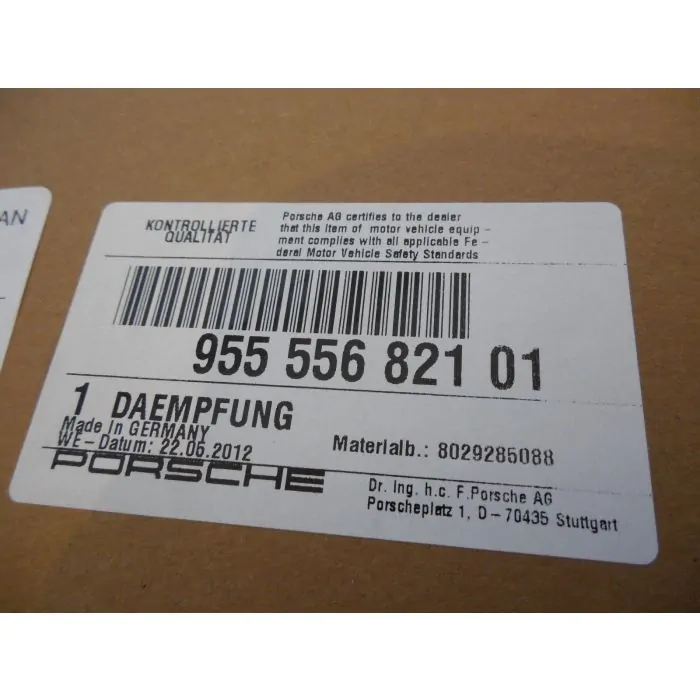 AN
KONTROLLIERTE
QUALITÄT
Porsche AG certifies to the dealer
that this item of motor vehicle equip -
ment complies with all applicable Fe -
deral Motor Vehicle Safety Standards
955 556 821 01
1 DAEMPFUNG
Made in GERMANY
WE-Datum: 22.06.2012
Materialb.: 8029285088
PORSCHE
Dr. Ing. h.c. F.Porsche AG
Porscheplatz 1, D-70435 Stuttgart